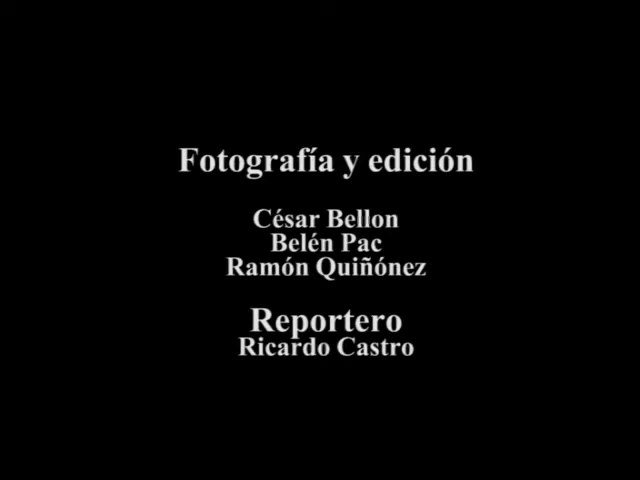 Fotografía y edición
César Bellon
Belén Pac
Ramón Quiñónez
Reportero
Ricardo Castro